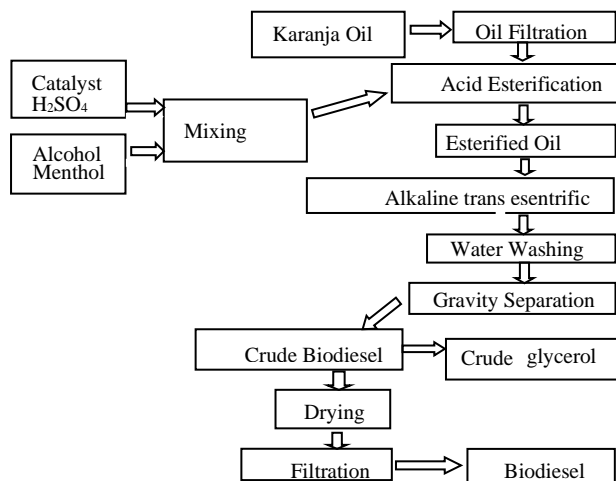 Karanja Oil
Oil Filtration
Catalyst
H₂SO₄
Acid Esterification
Mixing
Alcohol
Menthol
Esterified Oil
Alkaline trans esentrific
Water Washing
Gravity Separation
Crude Biodiesel
Crude glycerol
Drying
Filtration
Biodiesel